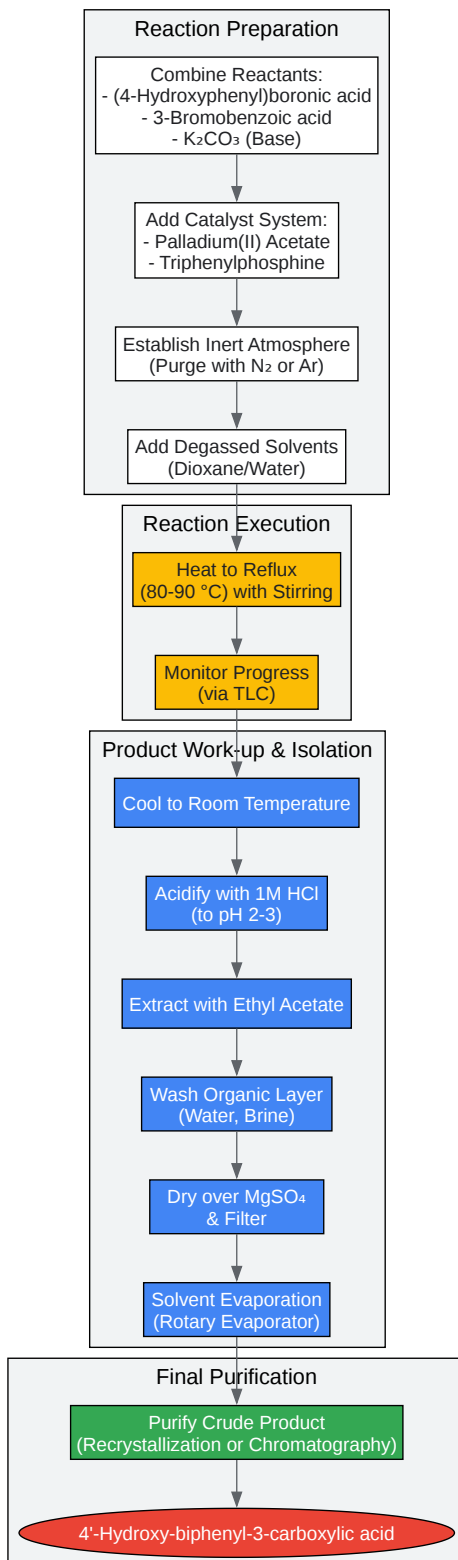 Reaction Preparation
Combine Reactants:
- (4-Hydroxyphenyl)boronic acid
- 3-Bromobenzoic acid
- K₂CO₃ (Base)
Add Catalyst System:
- Palladium(II) Acetate
- Triphenylphosphine
Establish Inert Atmosphere
(Purge with N₂ or Ar)
Add Degassed Solvents
(Dioxane/Water)
Reaction Execution
Heat to Reflux
(80-90 °C) with Stirring
Monitor Progress
(via TLC)
Product Work-up & Isolation
Cool to Room Temperature
Acidify with 1M HCl
(to pH 2-3)
Extract with Ethyl Acetate
Wash Organic Layer
(Water, Brine)
Dry over MgSO₄
& Filter
Solvent Evaporation
(Rotary Evaporator)
Final Purification
Purify Crude Product
(Recrystallization or Chromatography)
4'-Hydroxy-biphenyl-3-carboxylic acid